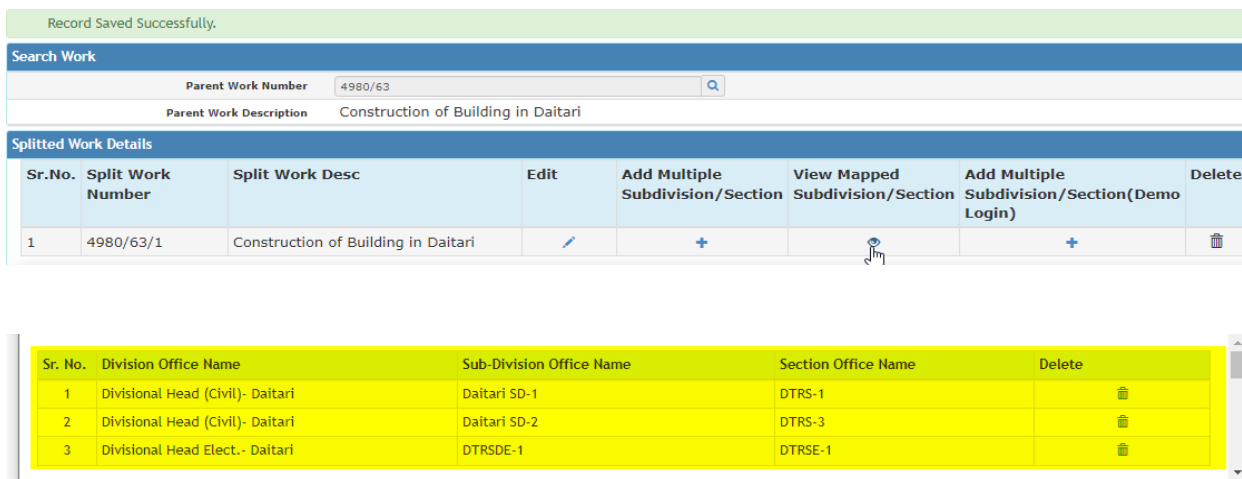 Record Saved Successfully.
Search Work
Parent Work Number 4980/63
Parent Work Description Construction of Building in Daitari
Splitted Work Details
Sr.No. Split Work Number Split Work Desc Edit Add Multiple Subdivision/Section View Mapped Subdivision/Section Add Multiple Subdivision/Section(Demo Login) Delete
1 4980/63/1 Construction of Building in Daitari
Sr. No. Division Office Name Sub-Division Office Name Section Office Name Delete
1 Divisional Head (Civil)- Daitari Daitari SD-1 DTRS-1
2 Divisional Head (Civil)- Daitari Daitari SD-2 DTRS-3
3 Divisional Head Elect.- Daitari DTRSDE-1 DTRSE-1